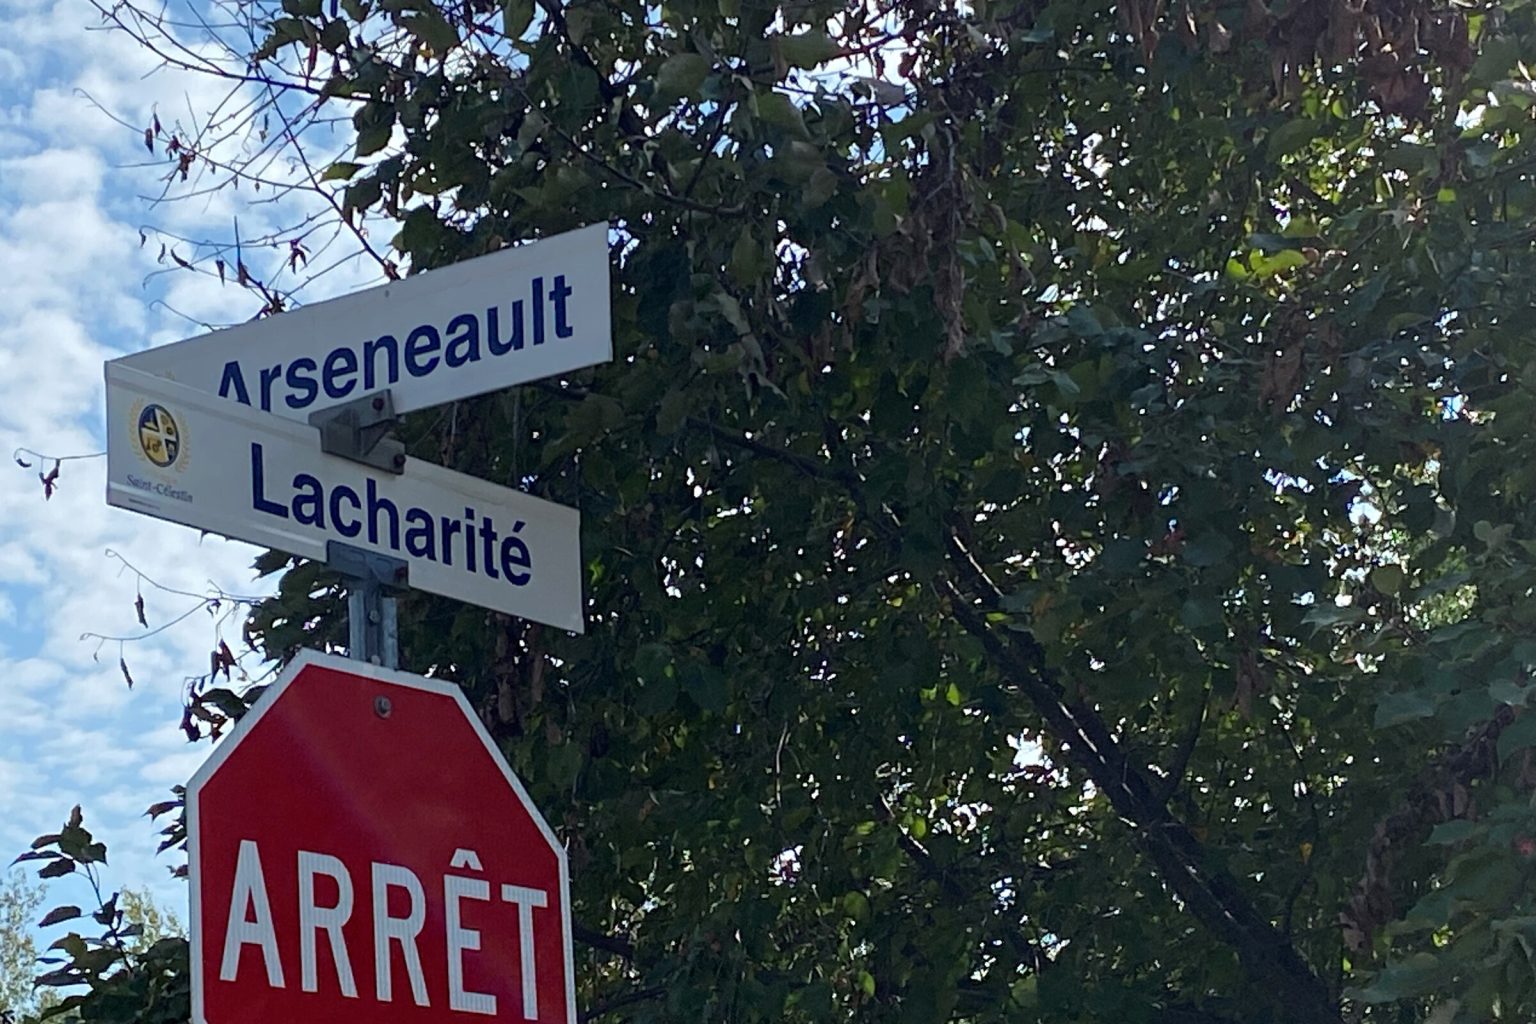 Arseneault
Lacharité
Saint-Célestin
ARRÊT